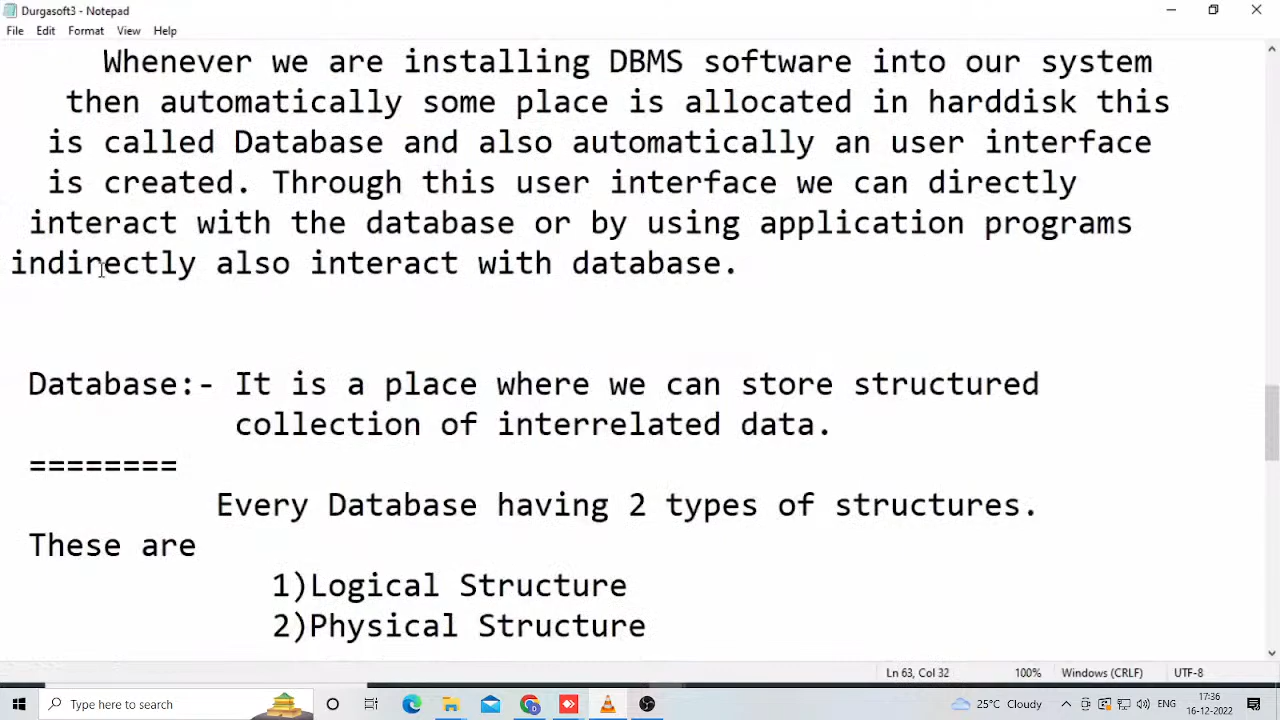 Durgasoft3 - Notepad
File Edit Format View Help
Whenever we are installing DBMS software into our system
then automatically some place is allocated in harddisk this
is called Database and also automatically an user interface
is created. Through this user interface we can directly
interact with the database or by using application programs
indirectly also interact with database.
Database:- It is a place where we can store structured
collection of interrelated data.
========
Every Database having 2 types of structures.
These are
1)Logical Structure
2)Physical Structure
Ln 63, Col 32 100% Windows (CRLF) UTF-8
Type here to search 25°C Cloudy ENG 17:36
16-12-2022